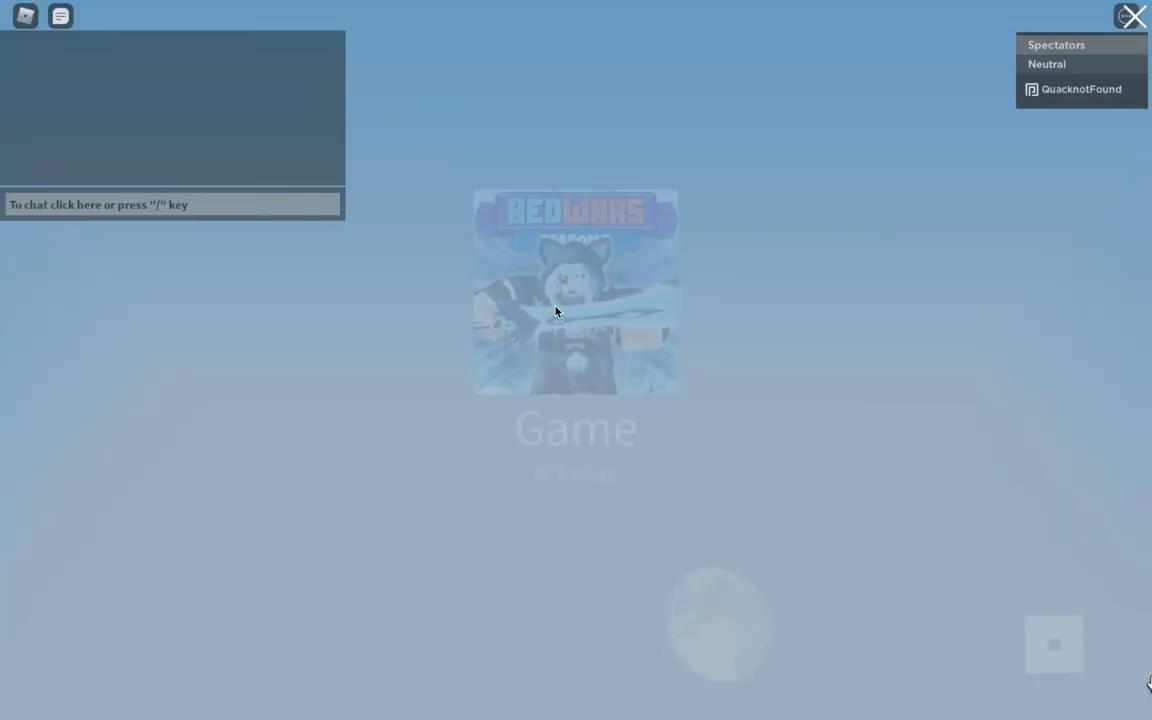 Spectators
Neutral
QuacknotFound
To chat click here or press "/" key
BEDWARS
Game